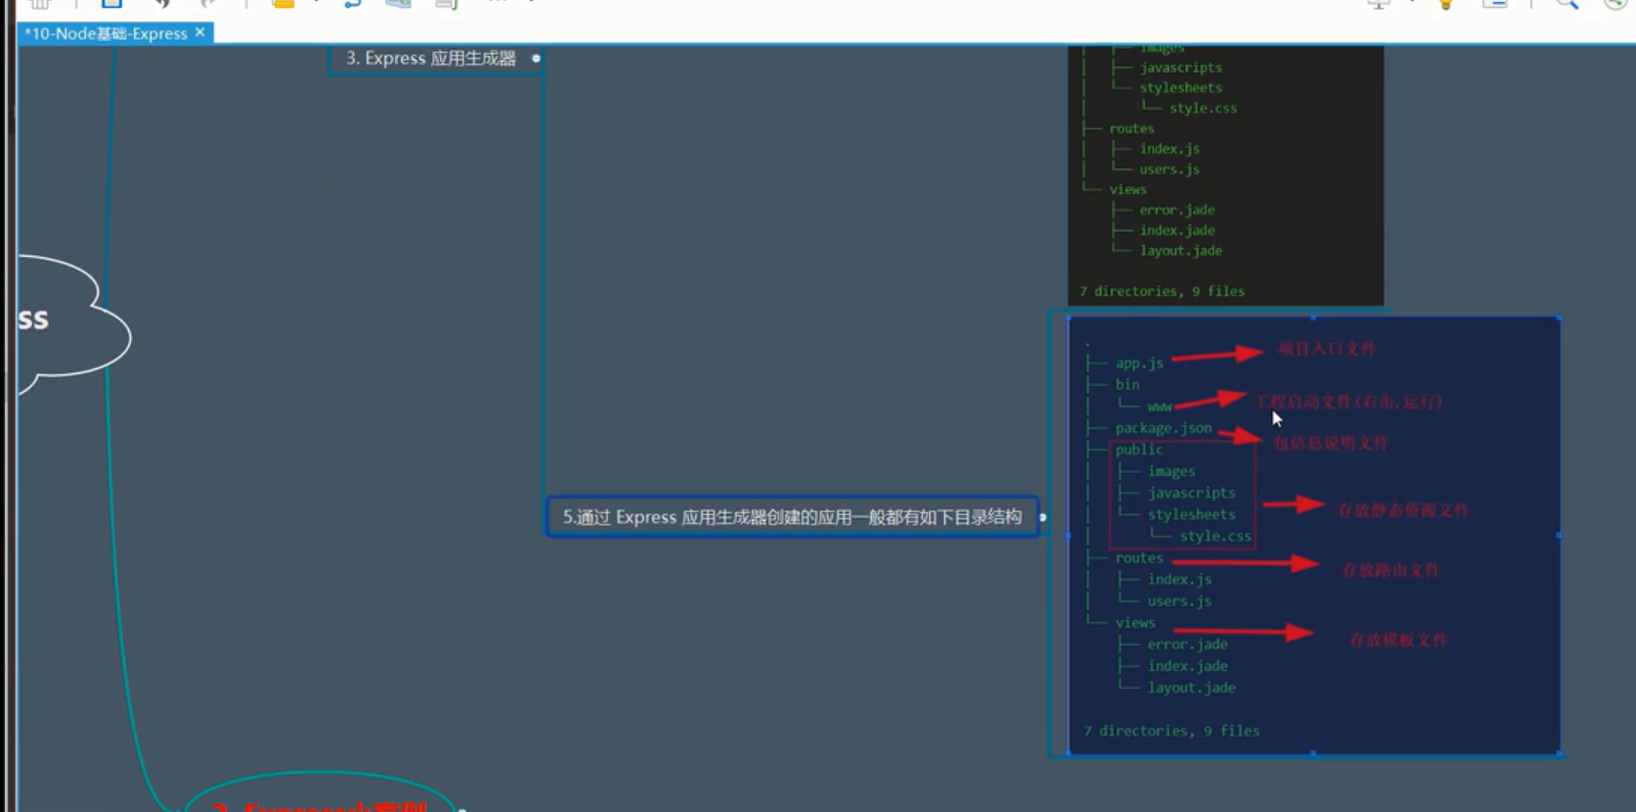 *10-Node基础-Express
3. Express 应用生成器
images
├── javascripts
└── stylesheets
└── style.css
├── routes
├── index.js
└── users.js
└── views
├── error.jade
├── index.jade
└── layout.jade
7 directories, 9 files
ss
5.通过 Express 应用生成器创建的应用一般都有如下目录结构
.
├── app.js 项目入口文件
├── bin
└── www 工程启动文件(右击,运行)
├── package.json 包信息说明文件
├── public
├── images
├── javascripts
└── stylesheets 存放静态资源文件
└── style.css
├── routes 存放路由文件
├── index.js
└── users.js
└── views 存放模板文件
├── error.jade
├── index.jade
└── layout.jade
7 directories, 9 files